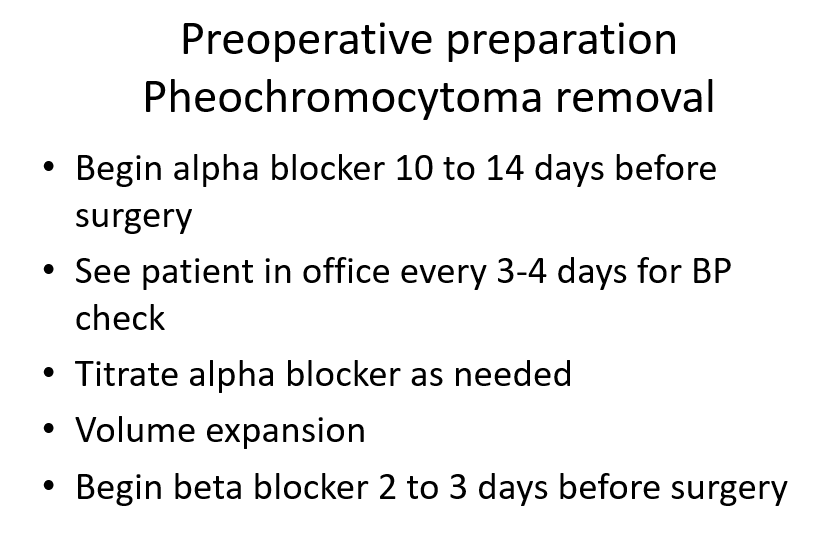 Preoperative preparation
Pheochromocytoma removal
• Begin alpha blocker 10 to 14 days before
surgery
• See patient in office every 3-4 days for BP
check
• Titrate alpha blocker as needed
• Volume expansion
• Begin beta blocker 2 to 3 days before surgery